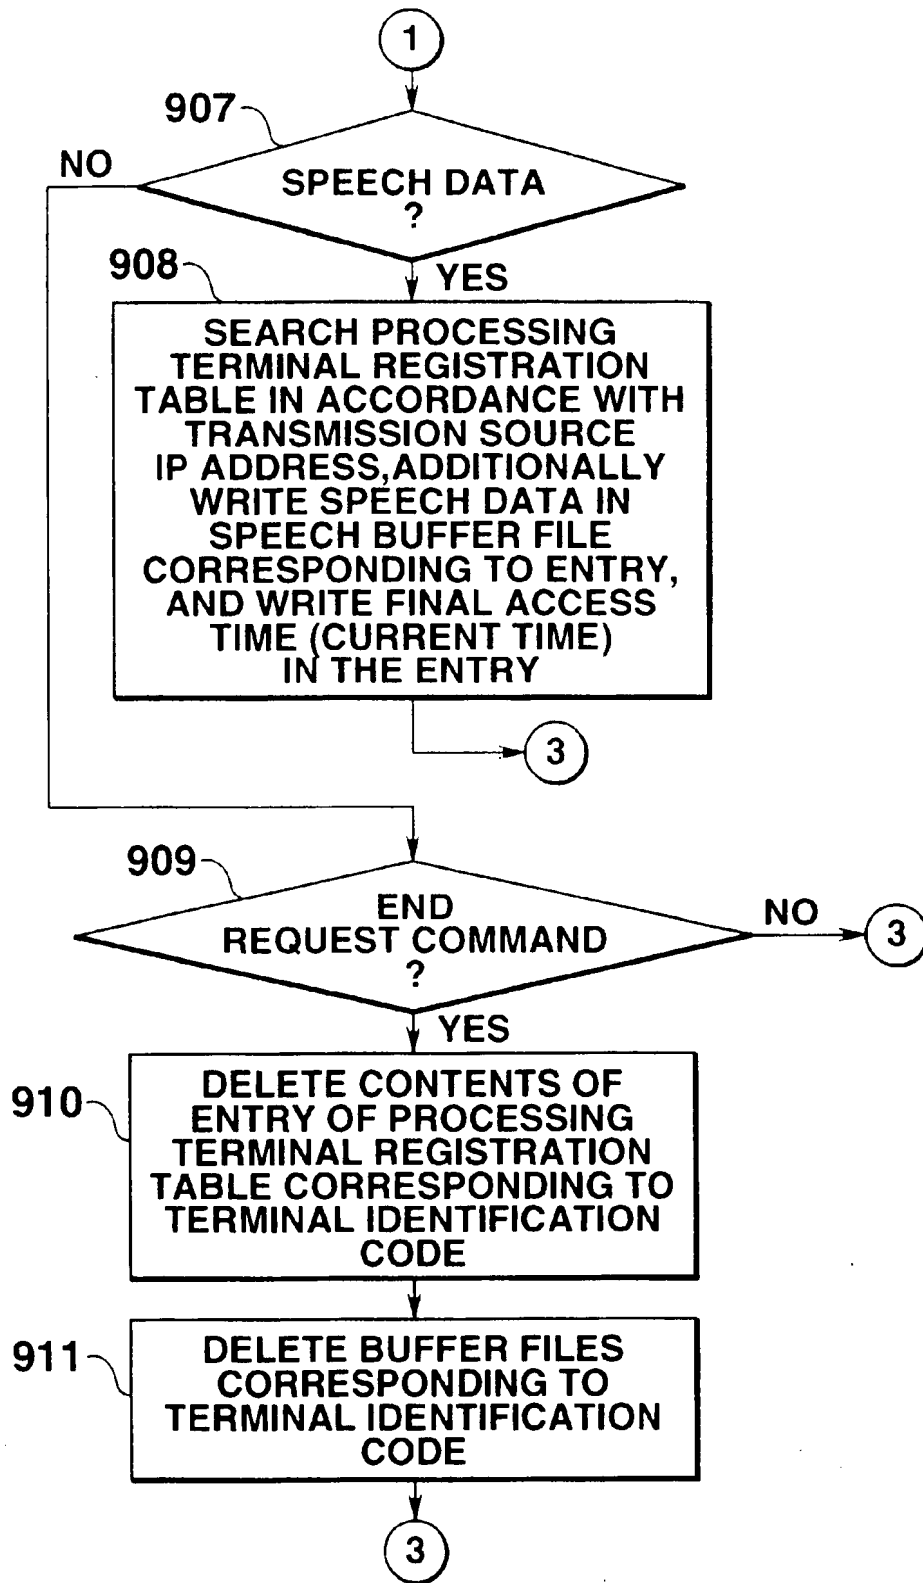 1
907
NO
SPEECH DATA
?
YES
908
SEARCH PROCESSING
TERMINAL REGISTRATION
TABLE IN ACCORDANCE WITH
TRANSMISSION SOURCE
IP ADDRESS,ADDITIONALLY
WRITE SPEECH DATA IN
SPEECH BUFFER FILE
CORRESPONDING TO ENTRY,
AND WRITE FINAL ACCESS
TIME (CURRENT TIME)
IN THE ENTRY
3
909
END
REQUEST COMMAND
?
NO
3
YES
910
DELETE CONTENTS OF
ENTRY OF PROCESSING
TERMINAL REGISTRATION
TABLE CORRESPONDING TO
TERMINAL IDENTIFICATION
CODE
911
DELETE BUFFER FILES
CORRESPONDING TO
TERMINAL IDENTIFICATION
CODE
3